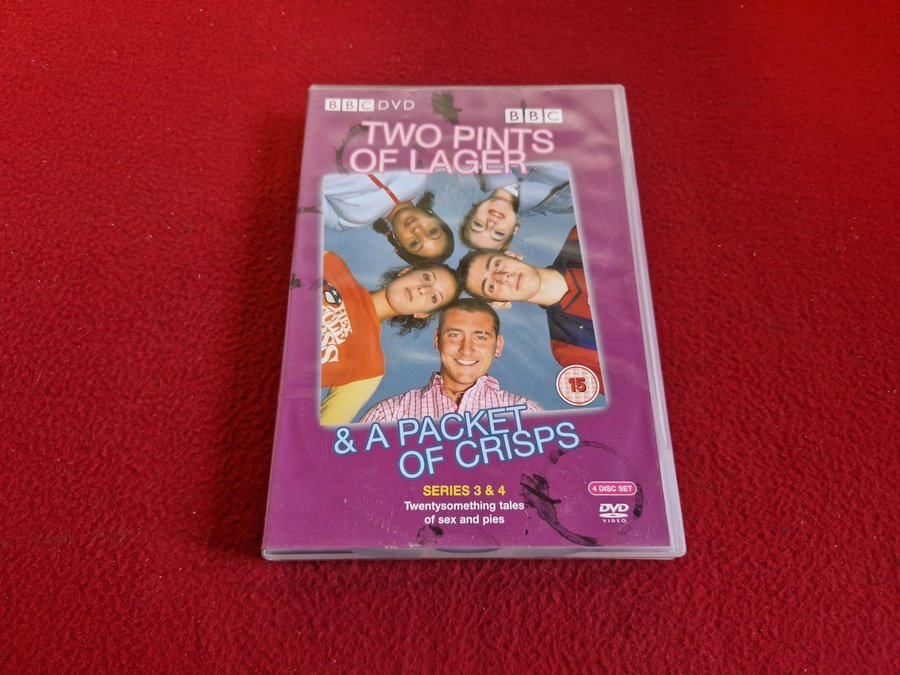 BBC DVD
BBC
TWO PINTS
OF LAGER
15
& A PACKET
OF CRISPS
SERIES 3 & 4
4 DISC SET
Twentysomething tales
of sex and pies
DVD
VIDEO